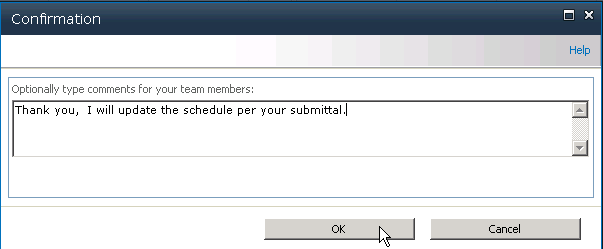 Confirmation
Help
Optionally type comments for your team members:
Thank you,  I will update the schedule per your submittal.
OK
Cancel